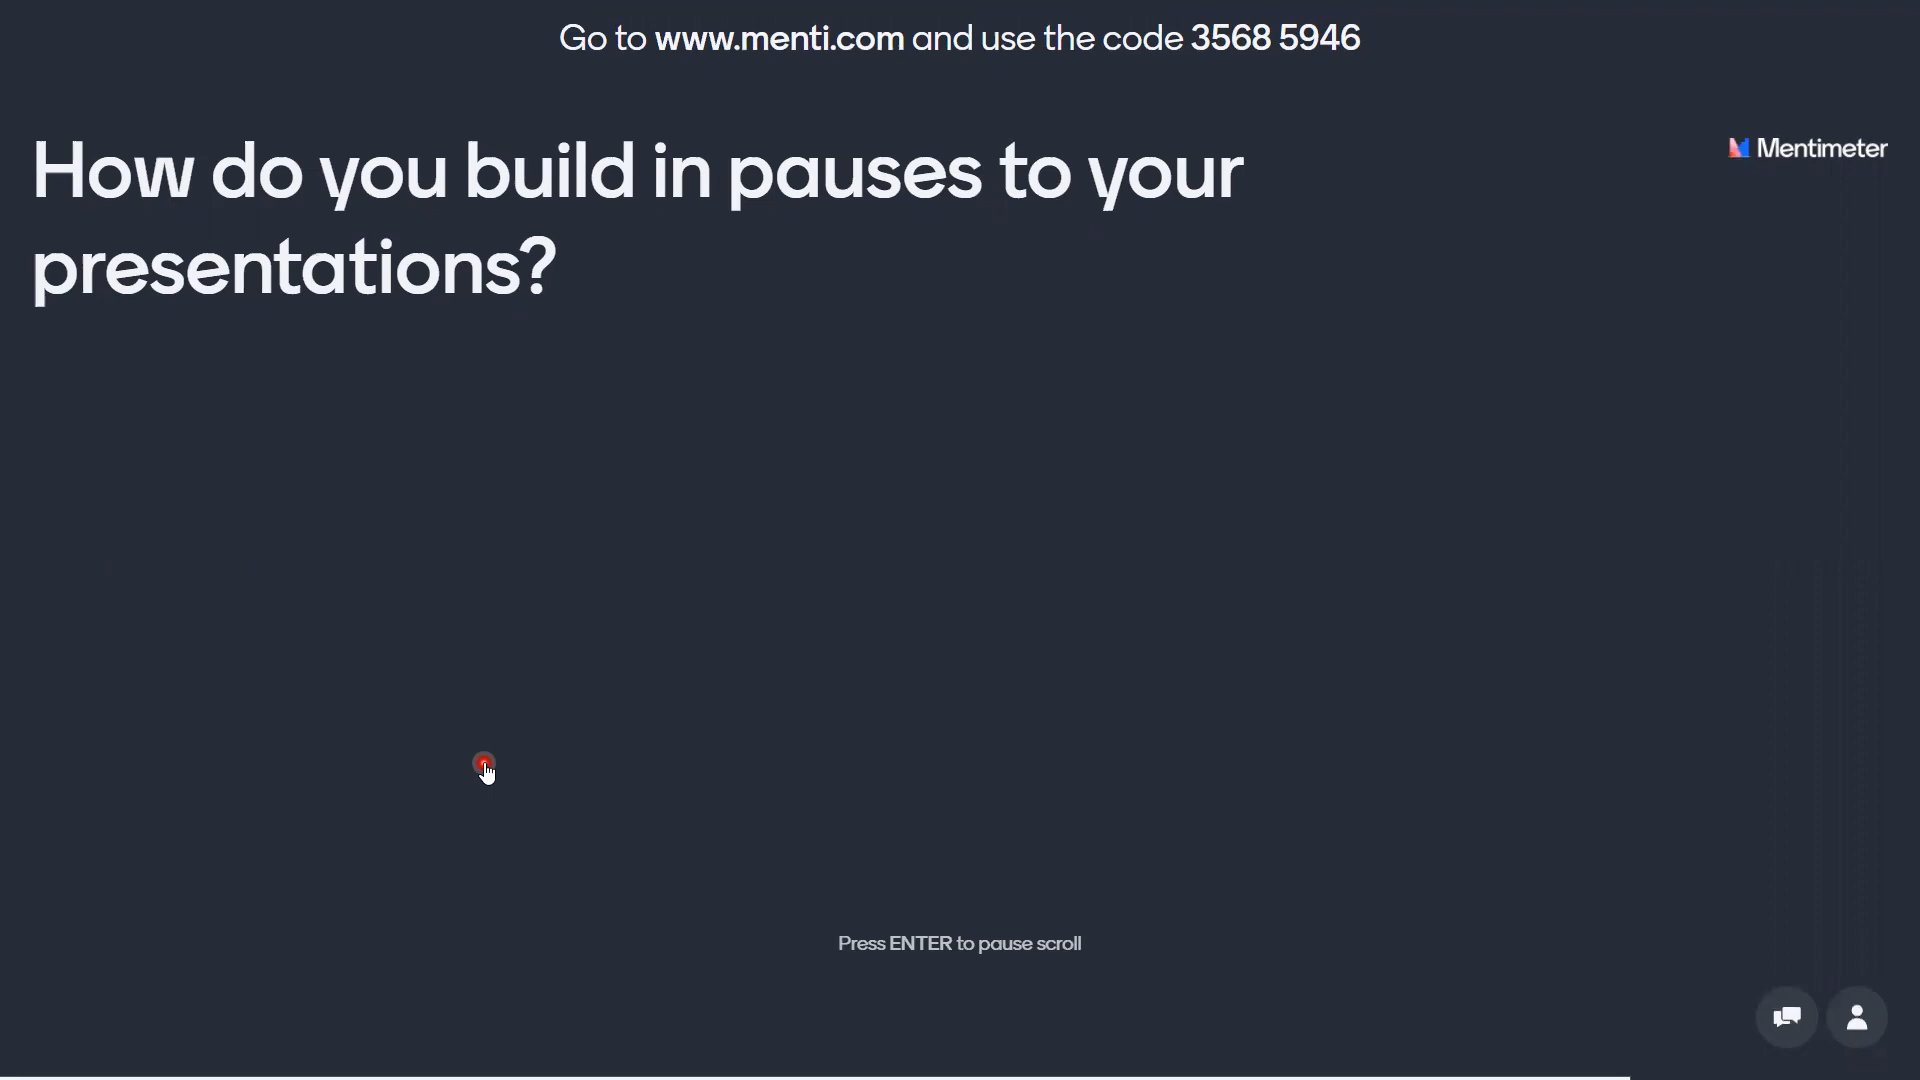 Go to www.menti.com and use the code 3568 5946
Mentimeter
How do you build in pauses to your
presentations?
Press ENTER to pause scroll